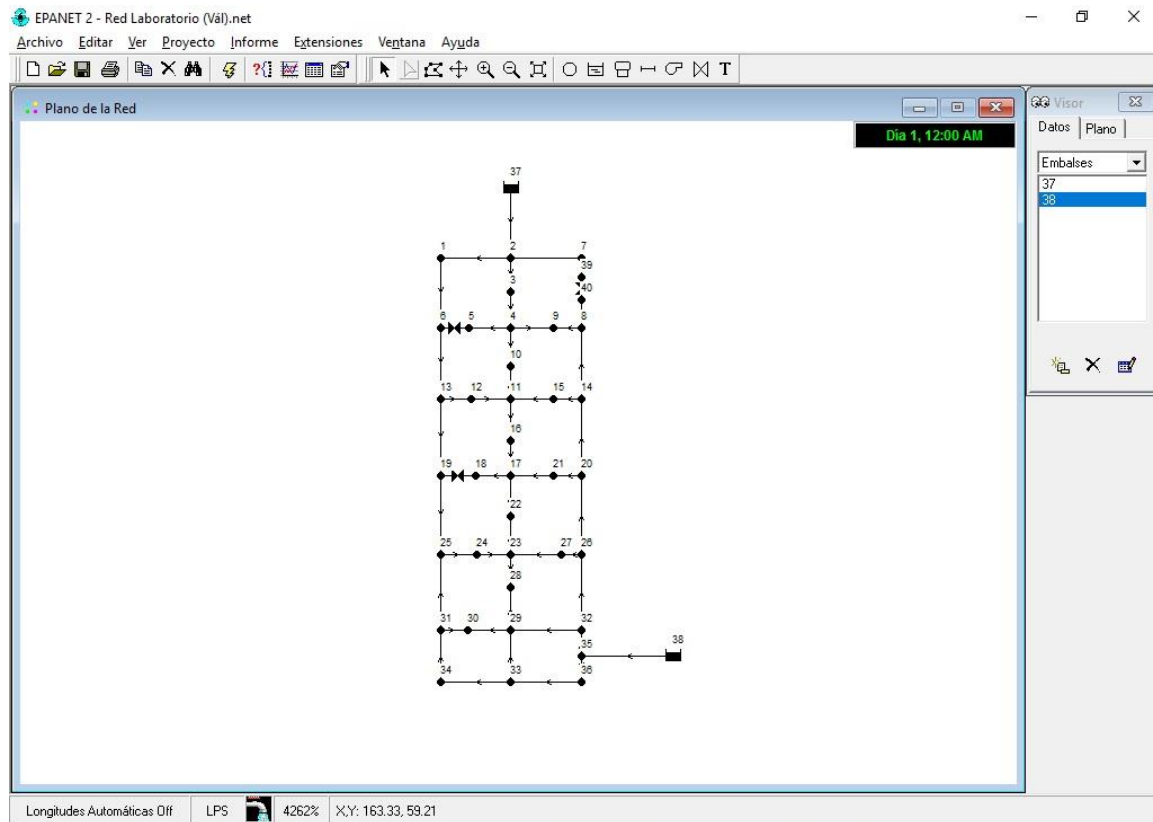 EPANET 2 - Red Laboratorio (Vál).net
Archivo Editar Ver Proyecto Informe Extensiones Ventana Ayuda
Plano de la Red
Día 1, 12:00 AM
37
1 2 7
39
3 40
6 5 4 9 8
10
13 12 11 15 14
16
19 18 17 21 20
22
25 24 23 27 26
28
31 30 29 32
35 38
34 33 36
Visor
Datos Plano
Embalses
37
38
Longitudes Automáticas Off LPS 4262% X,Y: 163.33, 59.21